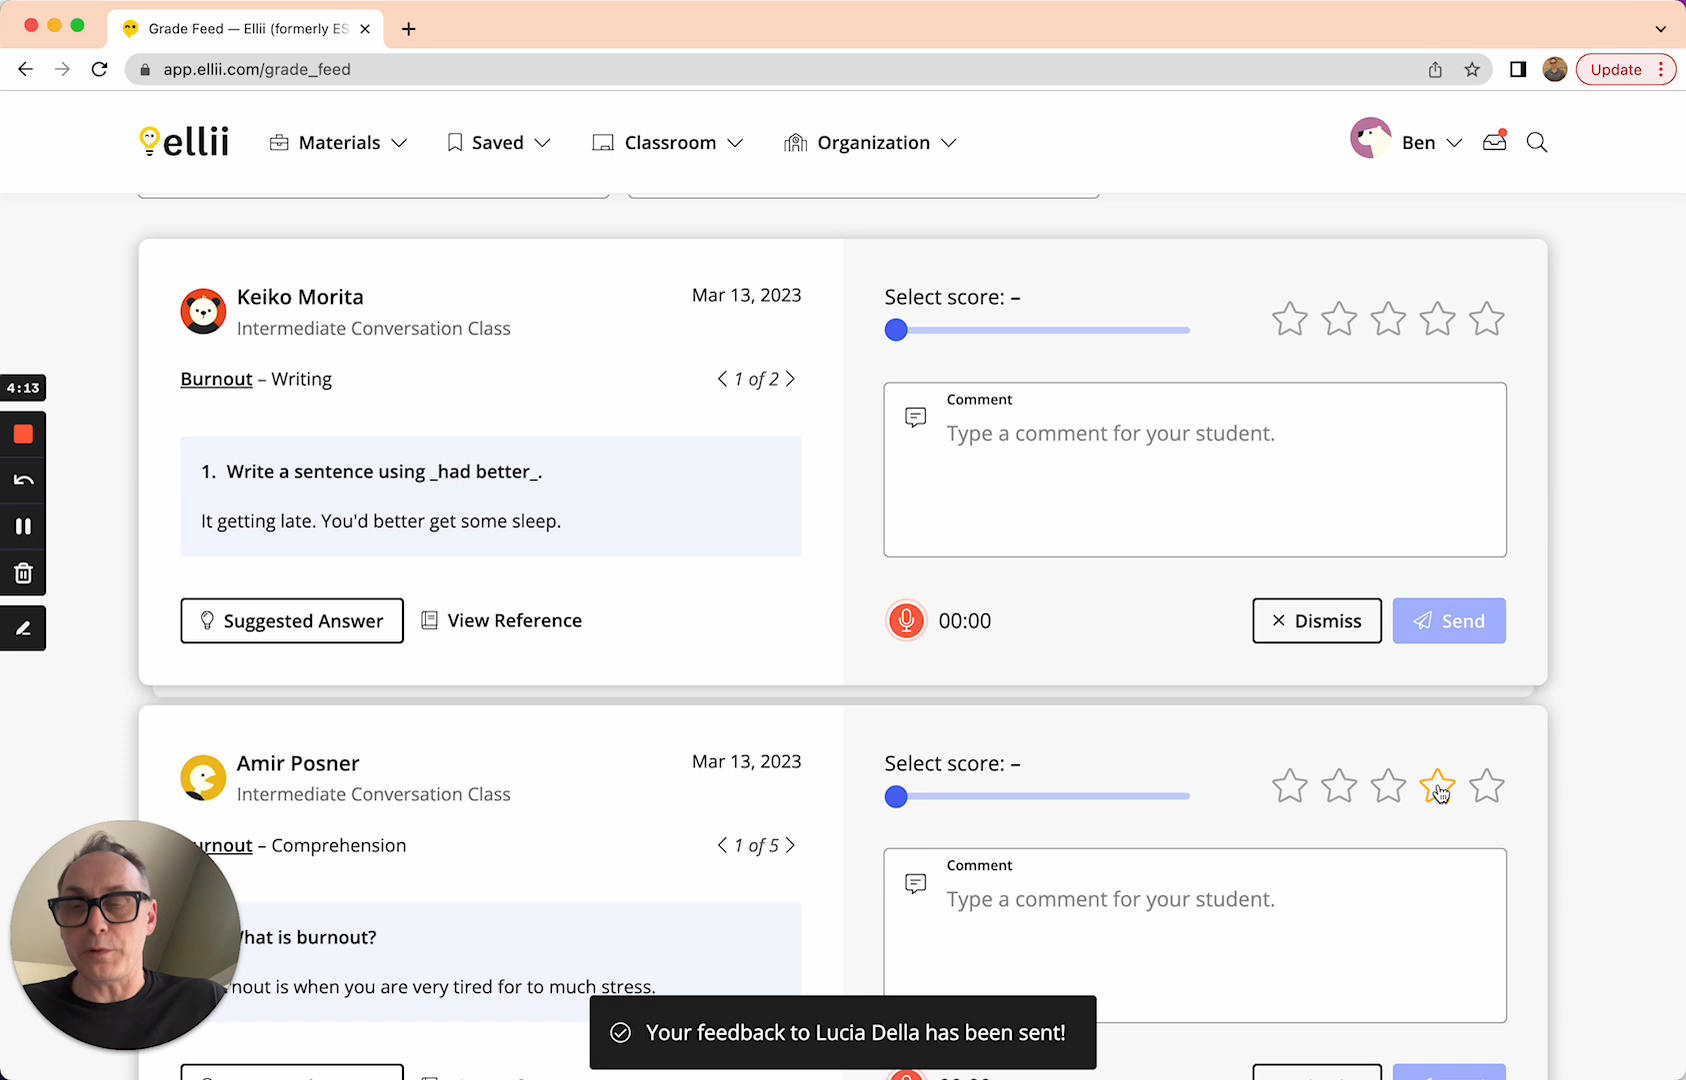 Grade Feed — Ellii (formerly ES
app.ellii.com/grade_feed
Update
ellii
Materials
Saved
Classroom
Organization
Ben
Keiko Morita
Intermediate Conversation Class
Mar 13, 2023
Burnout – Writing
1 of 2
1. Write a sentence using _had better_.
It getting late. You'd better get some sleep.
Suggested Answer
View Reference
Select score: –
Comment
Type a comment for your student.
00:00
Dismiss
Send
4:13
Amir Posner
Intermediate Conversation Class
Mar 13, 2023
urnout – Comprehension
1 of 5
hat is burnout?
nout is when you are very tired for to much stress.
Select score: –
Comment
Type a comment for your student.
Your feedback to Lucia Della has been sent!